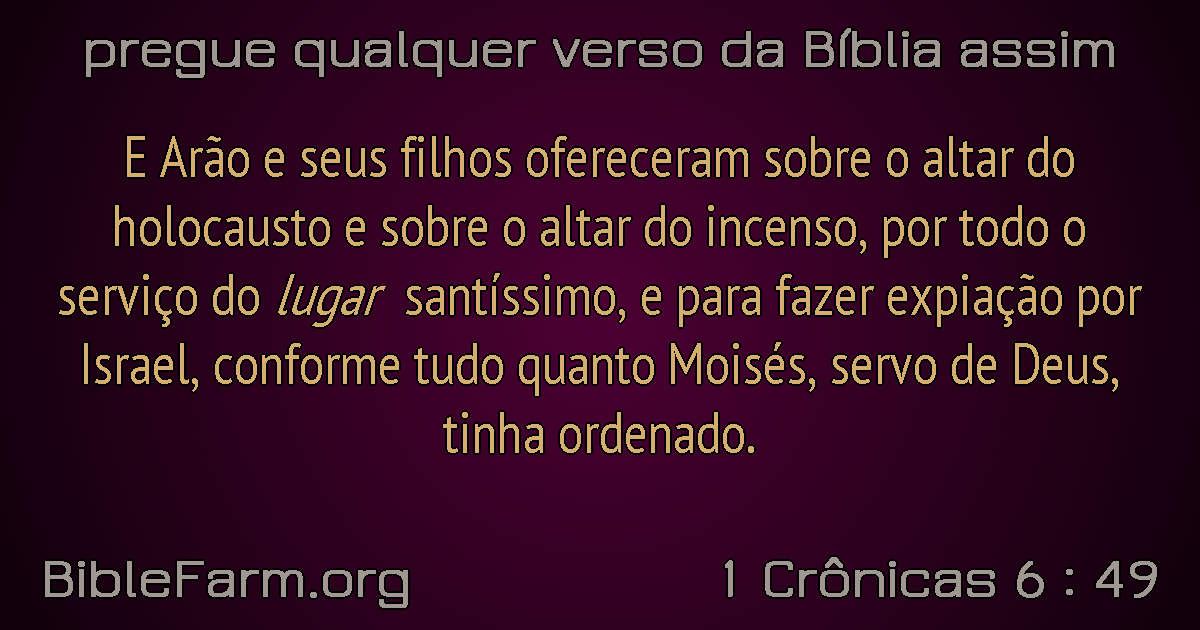 pregue qualquer verso da Bíblia assim
E Arão e seus filhos ofereceram sobre o altar do
holocausto e sobre o altar do incenso, por todo o
serviço do lugar santíssimo, e para fazer expiação por
Israel, conforme tudo quanto Moisés, servo de Deus,
tinha ordenado.
BibleFarm.org
1 Crônicas 6 : 49